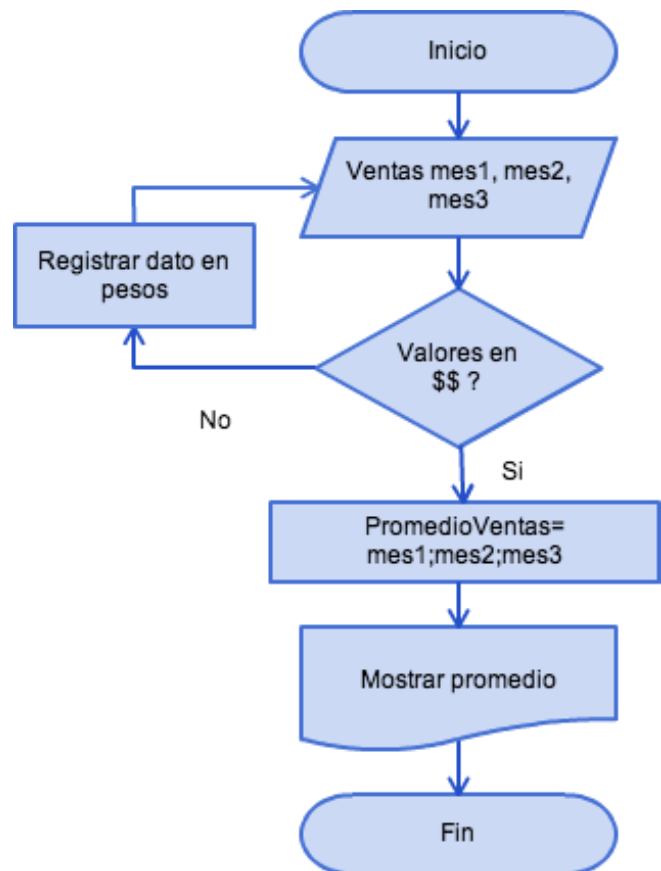 Inicio
Ventas mes1, mes2,
mes3
Registrar dato en
pesos
Valores en
$$ ?
No
Si
PromedioVentas=
mes1;mes2;mes3
Mostrar promedio
Fin